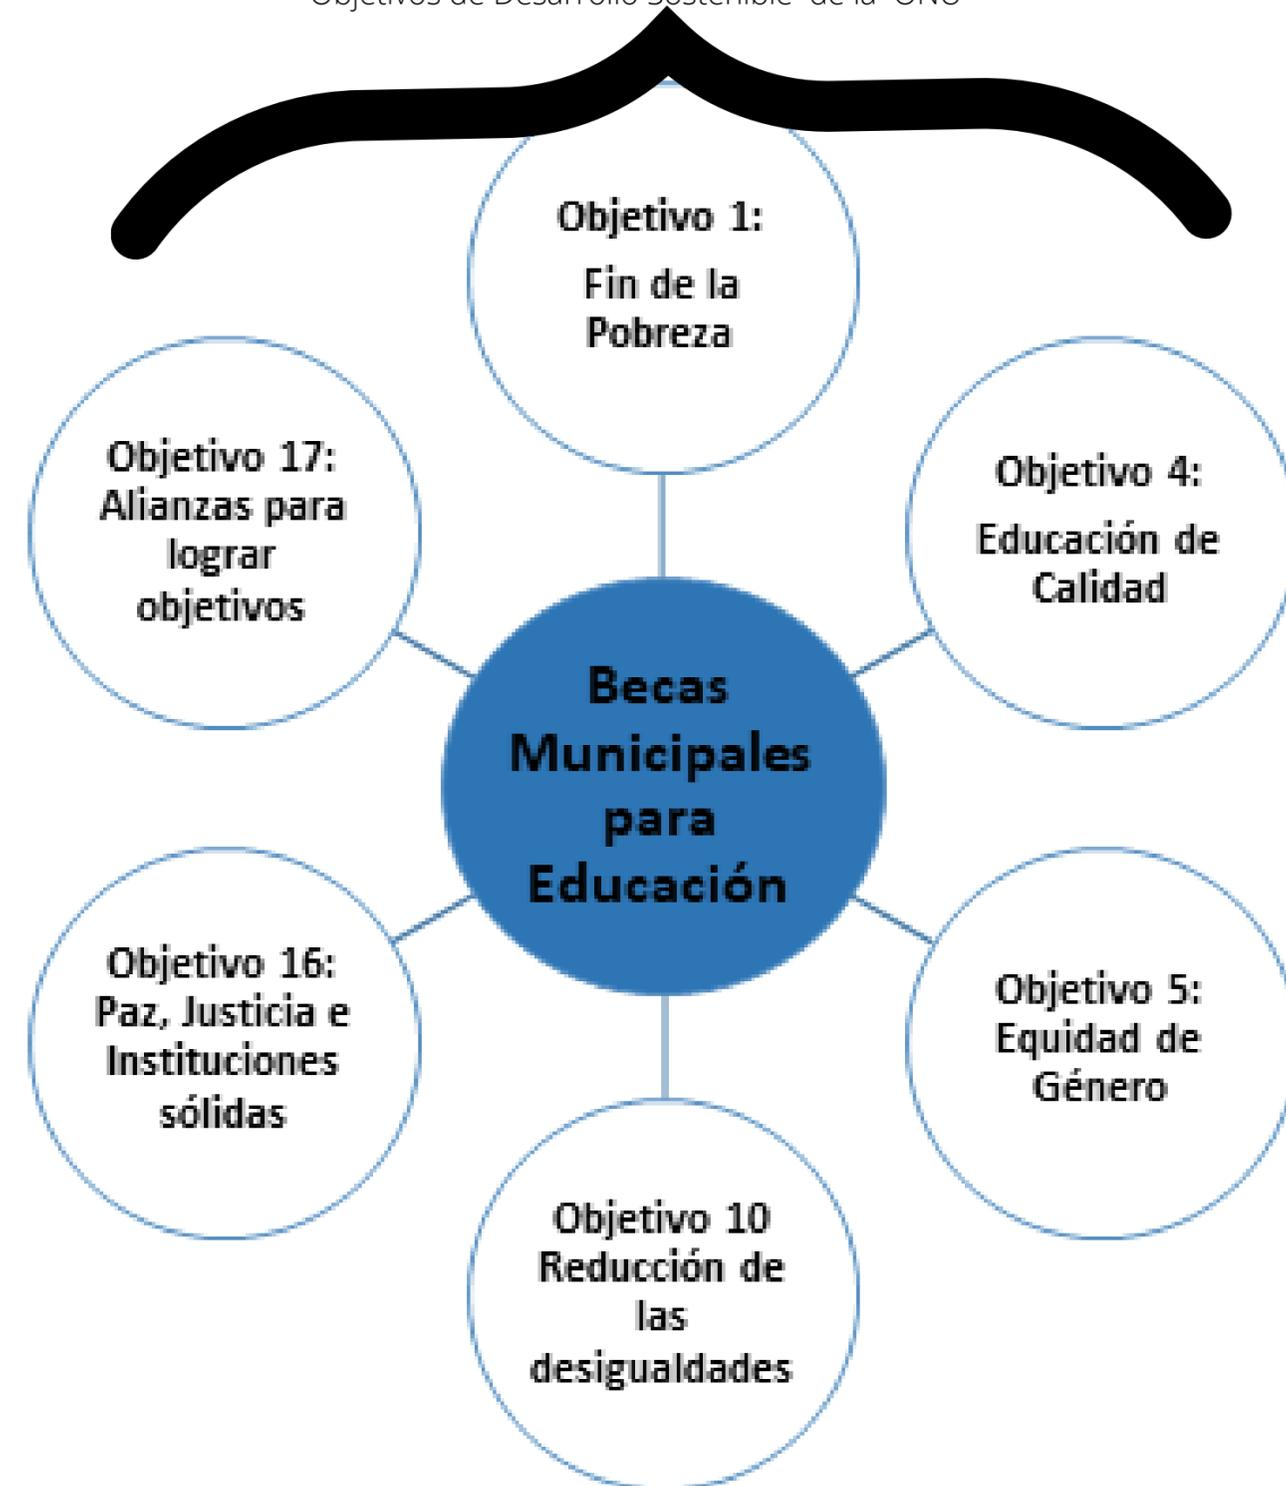 Objetivos de Desarrollo Sostenible de la ONU
Objetivo 1:
Fin de la
Pobreza
Objetivo 4:
Educación de
Calidad
Objetivo 5:
Equidad de
Género
Objetivo 10
Reducción de
las
desigualdades
Objetivo 16:
Paz, Justicia e
Instituciones
sólidas
Objetivo 17:
Alianzas para
lograr
objetivos
Becas
Municipales
para
Educación